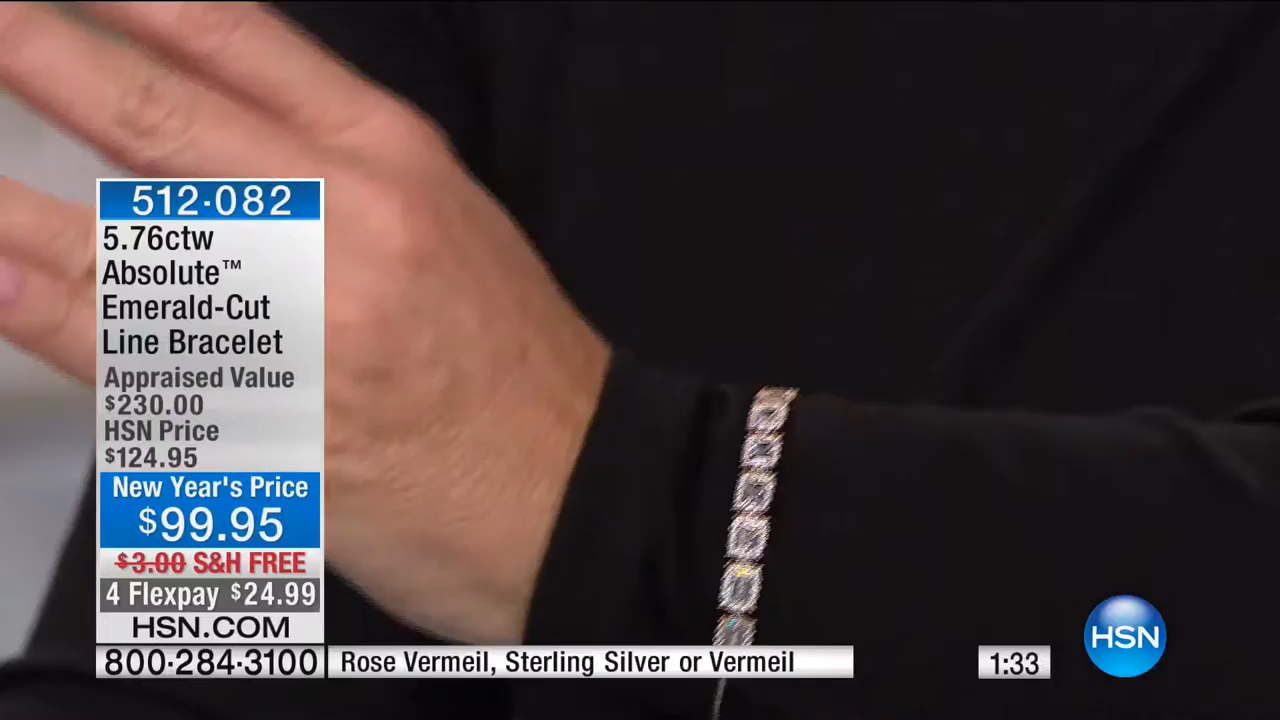 512·082
5.76ctw
Absolute™
Emerald-Cut
Line Bracelet
Appraised Value
$230.00
HSN Price
$124.95
New Year's Price
$99.95
$3.00 S&H FREE
4 Flexpay $24.99
HSN.COM
800·284·3100
Rose Vermeil, Sterling Silver or Vermeil
1:33
HSN